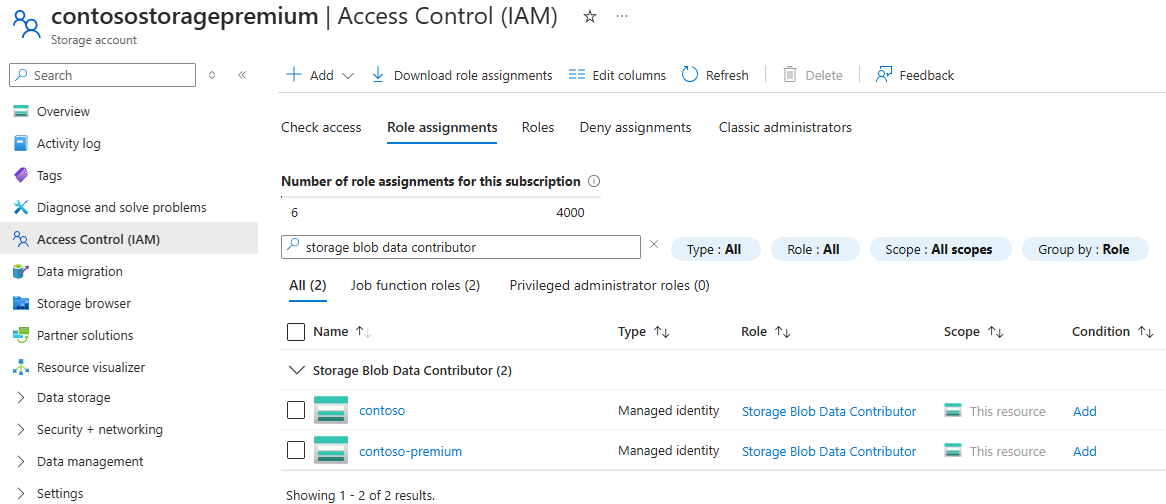 contosostoragepremium | Access Control (IAM) ☆ ···
Storage account
Search
Add
Download role assignments
Edit columns
Refresh
Delete
Feedback
Overview
Activity log
Tags
Diagnose and solve problems
Access Control (IAM)
Data migration
Storage browser
Partner solutions
Resource visualizer
Data storage
Security + networking
Data management
Settings
Check access Role assignments Roles Deny assignments Classic administrators
Number of role assignments for this subscription
6 4000
storage blob data contributor
Type : All Role : All Scope : All scopes Group by : Role
All (2) Job function roles (2) Privileged administrator roles (0)
Name Type Role Scope Condition
Storage Blob Data Contributor (2)
contoso Managed identity Storage Blob Data Contributor This resource Add
contoso-premium Managed identity Storage Blob Data Contributor This resource Add
Showing 1 - 2 of 2 results.